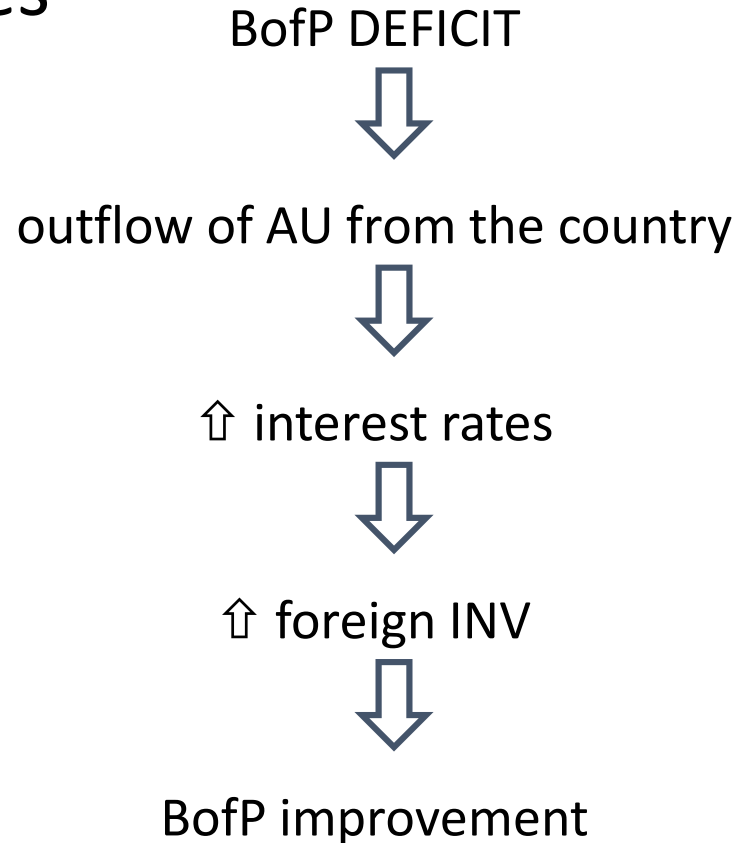 BofP DEFICIT
outflow of AU from the country
⇧ interest rates
⇧ foreign INV
BofP improvement